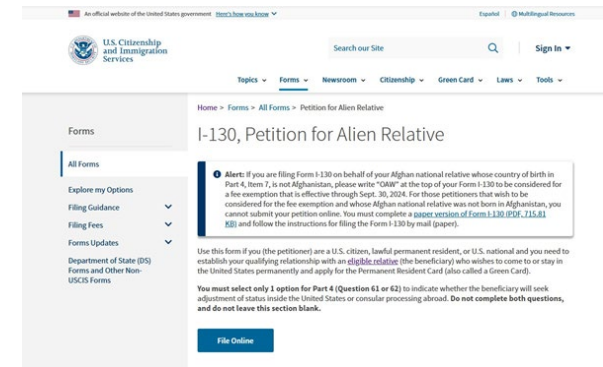 An official website of the United States government Here's how you know
Español Multilingual Resources
U.S. Citizenship
and Immigration
Services
Search our Site
Sign In
Topics Forms Newsroom Citizenship Green Card Laws Tools
Home > Forms > All Forms > Petition for Alien Relative
Forms
All Forms
Explore my Options
Filing Guidance
Filing Fees
Forms Updates
Department of State (DS)
Forms and Other Non-
USCIS Forms
I-130, Petition for Alien Relative
Alert: If you are filing Form I-130 on behalf of your Afghan national relative whose country of birth in
Part 4, Item 7, is not Afghanistan, please write "OAW" at the top of your Form I-130 to be considered for
a fee exemption that is effective through Sept. 30, 2024. For those petitioners that wish to be
considered for the fee exemption and whose Afghan national relative was not born in Afghanistan, you
cannot submit your petition online. You must complete a paper version of Form I-130 (PDF, 715.81
KB) and follow the instructions for filing the Form I-130 by mail (paper).
Use this form if you (the petitioner) are a U.S. citizen, lawful permanent resident, or U.S. national and you need to
establish your qualifying relationship with an eligible relative (the beneficiary) who wishes to come to or stay in
the United States permanently and apply for the Permanent Resident Card (also called a Green Card).
You must select only 1 option for Part 4 (Question 61 or 62) to indicate whether the beneficiary will seek
adjustment of status inside the United States or consular processing abroad. Do not complete both questions,
and do not leave this section blank.
File Online